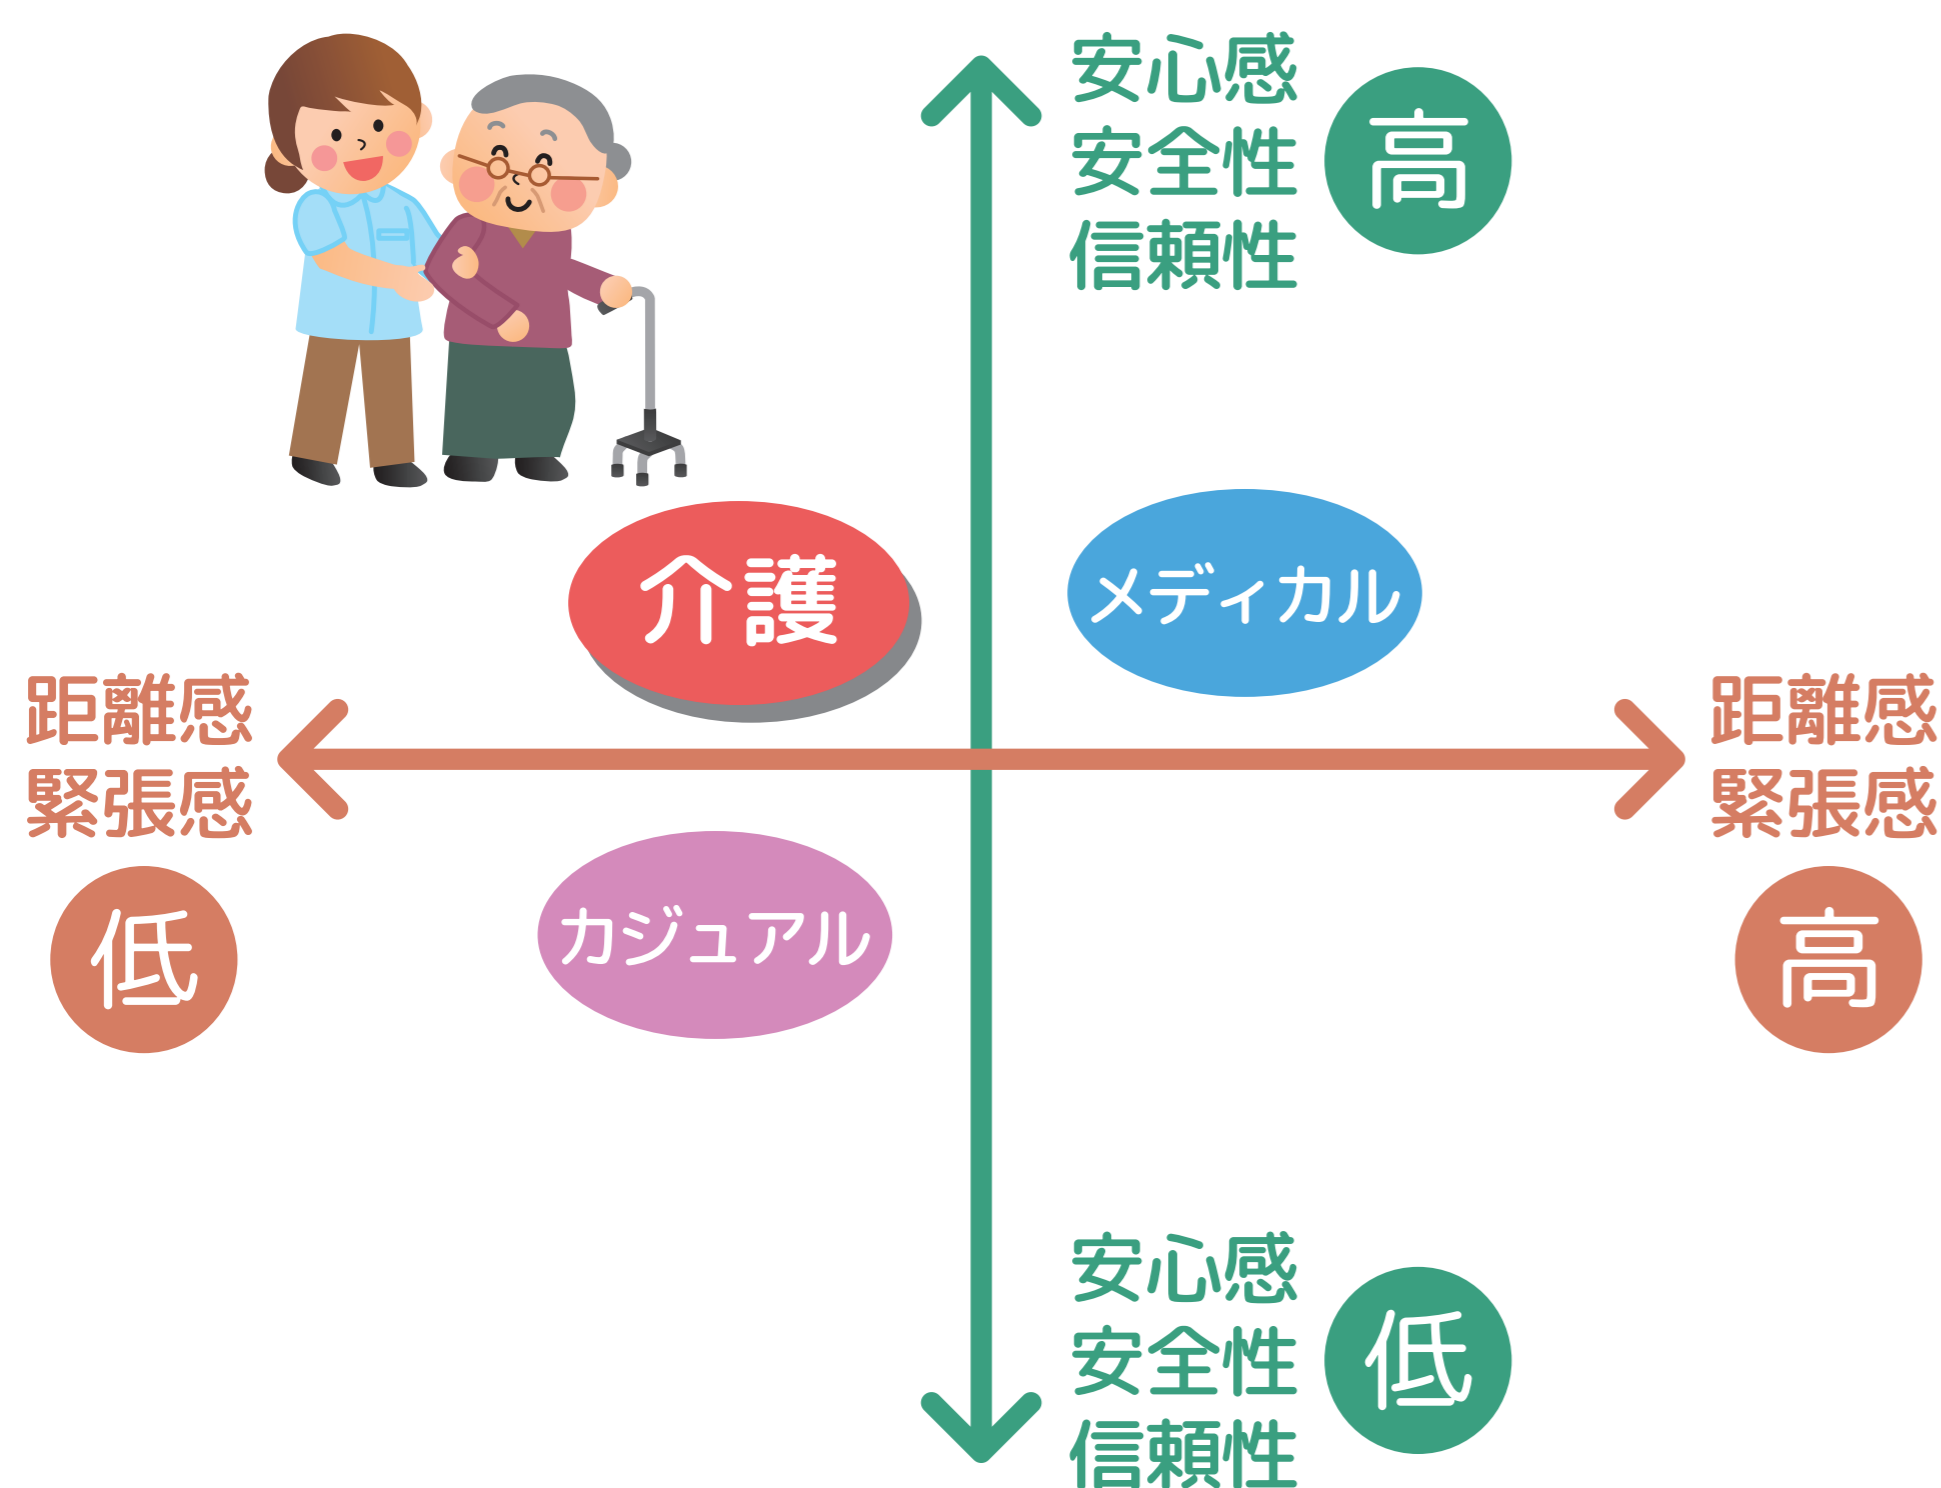 安心感
安全性
信頼性
高
介護
メディカル
距離感
緊張感
低
距離感
緊張感
高
カジュアル
安心感
安全性
信頼性
低